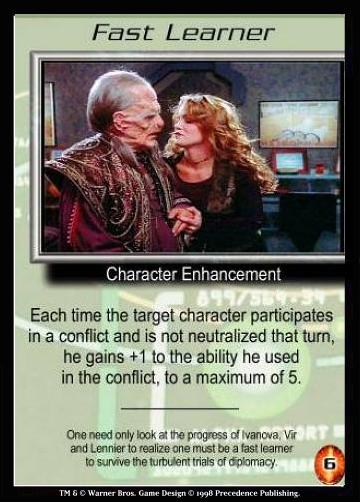 Fast Learner
Character Enhancement
Each time the target character participates
in a conflict and is not neutralized that turn,
he gains +1 to the ability he used
in the conflict, to a maximum of 5.
One need only look at the progress of Ivanova, Vir
and Lennier to realize one must be a fast learner
to survive the turbulent trials of diplomacy.
6
TM & © Warner Bros. Game Design © 1998 Precedence Publishing.